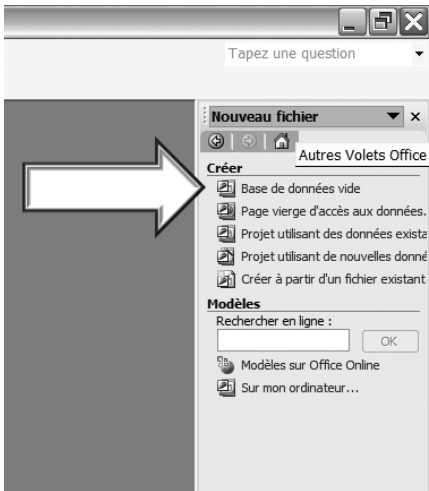 Tapez une question
Nouveau fichier
Autres Volets Office
Créer
Base de données vide
Page vierge d'accès aux données.
Projet utilisant des données exista
Projet utilisant de nouvelles donné
Créer à partir d'un fichier existant
Modèles
Rechercher en ligne :
OK
Modèles sur Office Online
Sur mon ordinateur...